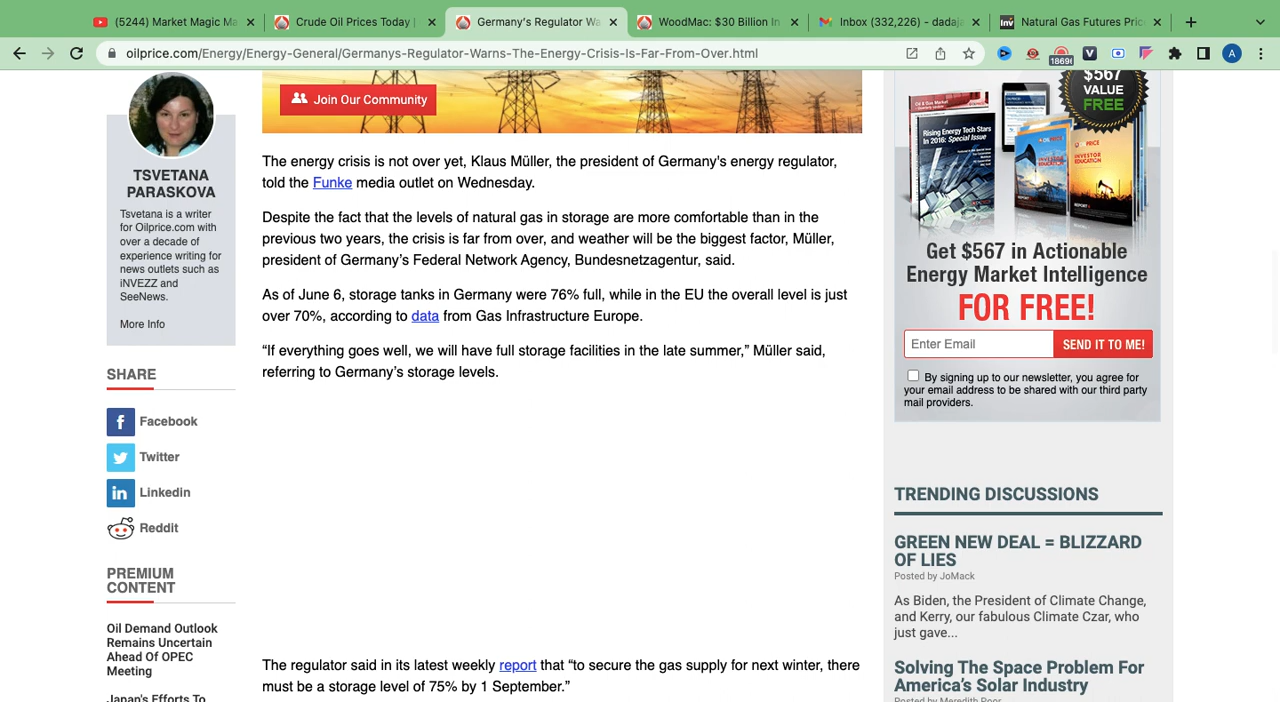 (5244) Market Magic Ma
Crude Oil Prices Today |
Germany's Regulator Wa
WoodMac: $30 Billion In
Inbox (332,226) - dadaj
Inv
Natural Gas Futures Pric
oilprice.com/Energy/Energy-General/Germanys-Regulator-Warns-The-Energy-Crisis-Is-Far-From-Over.html
18696
A
Join Our Community
TSVETANA
PARASKOVA
Tsvetana is a writer
for Oilprice.com with
over a decade of
experience writing for
news outlets such as
iNVEZZ and
SeeNews.
More Info
SHARE
Facebook
Twitter
Linkedin
Reddit
PREMIUM
CONTENT
Oil Demand Outlook
Remains Uncertain
Ahead Of OPEC
Meeting
Japan's Efforts To
The energy crisis is not over yet, Klaus Müller, the president of Germany's energy regulator,
told the Funke media outlet on Wednesday.
Despite the fact that the levels of natural gas in storage are more comfortable than in the
previous two years, the crisis is far from over, and weather will be the biggest factor, Müller,
president of Germany's Federal Network Agency, Bundesnetzagentur, said.
As of June 6, storage tanks in Germany were 76% full, while in the EU the overall level is just
over 70%, according to data from Gas Infrastructure Europe.
“If everything goes well, we will have full storage facilities in the late summer,” Müller said,
referring to Germany's storage levels.
The regulator said in its latest weekly report that “to secure the gas supply for next winter, there
must be a storage level of 75% by 1 September.”
$567
VALUE
FREE
Rising Energy Tech Stars
In 2016: Special Issue
Get $567 in Actionable
Energy Market Intelligence
FOR FREE!
Enter Email
SEND IT TO ME!
By signing up to our newsletter, you agree for
your email address to be shared with our third party
mail providers.
TRENDING DISCUSSIONS
GREEN NEW DEAL = BLIZZARD
OF LIES
Posted by JoMack
As Biden, the President of Climate Change,
and Kerry, our fabulous Climate Czar, who
just gave...
Solving The Space Problem For
America's Solar Industry
Posted by Meredith Poor